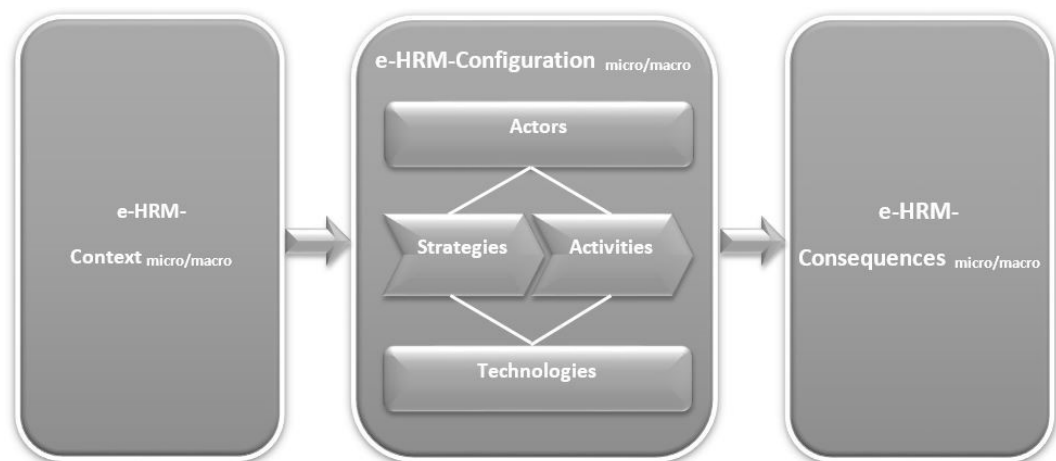 e-HRM-
Context micro/macro
e-HRM-Configuration micro/macro
Actors
Strategies
Activities
Technologies
e-HRM-
Consequences micro/macro